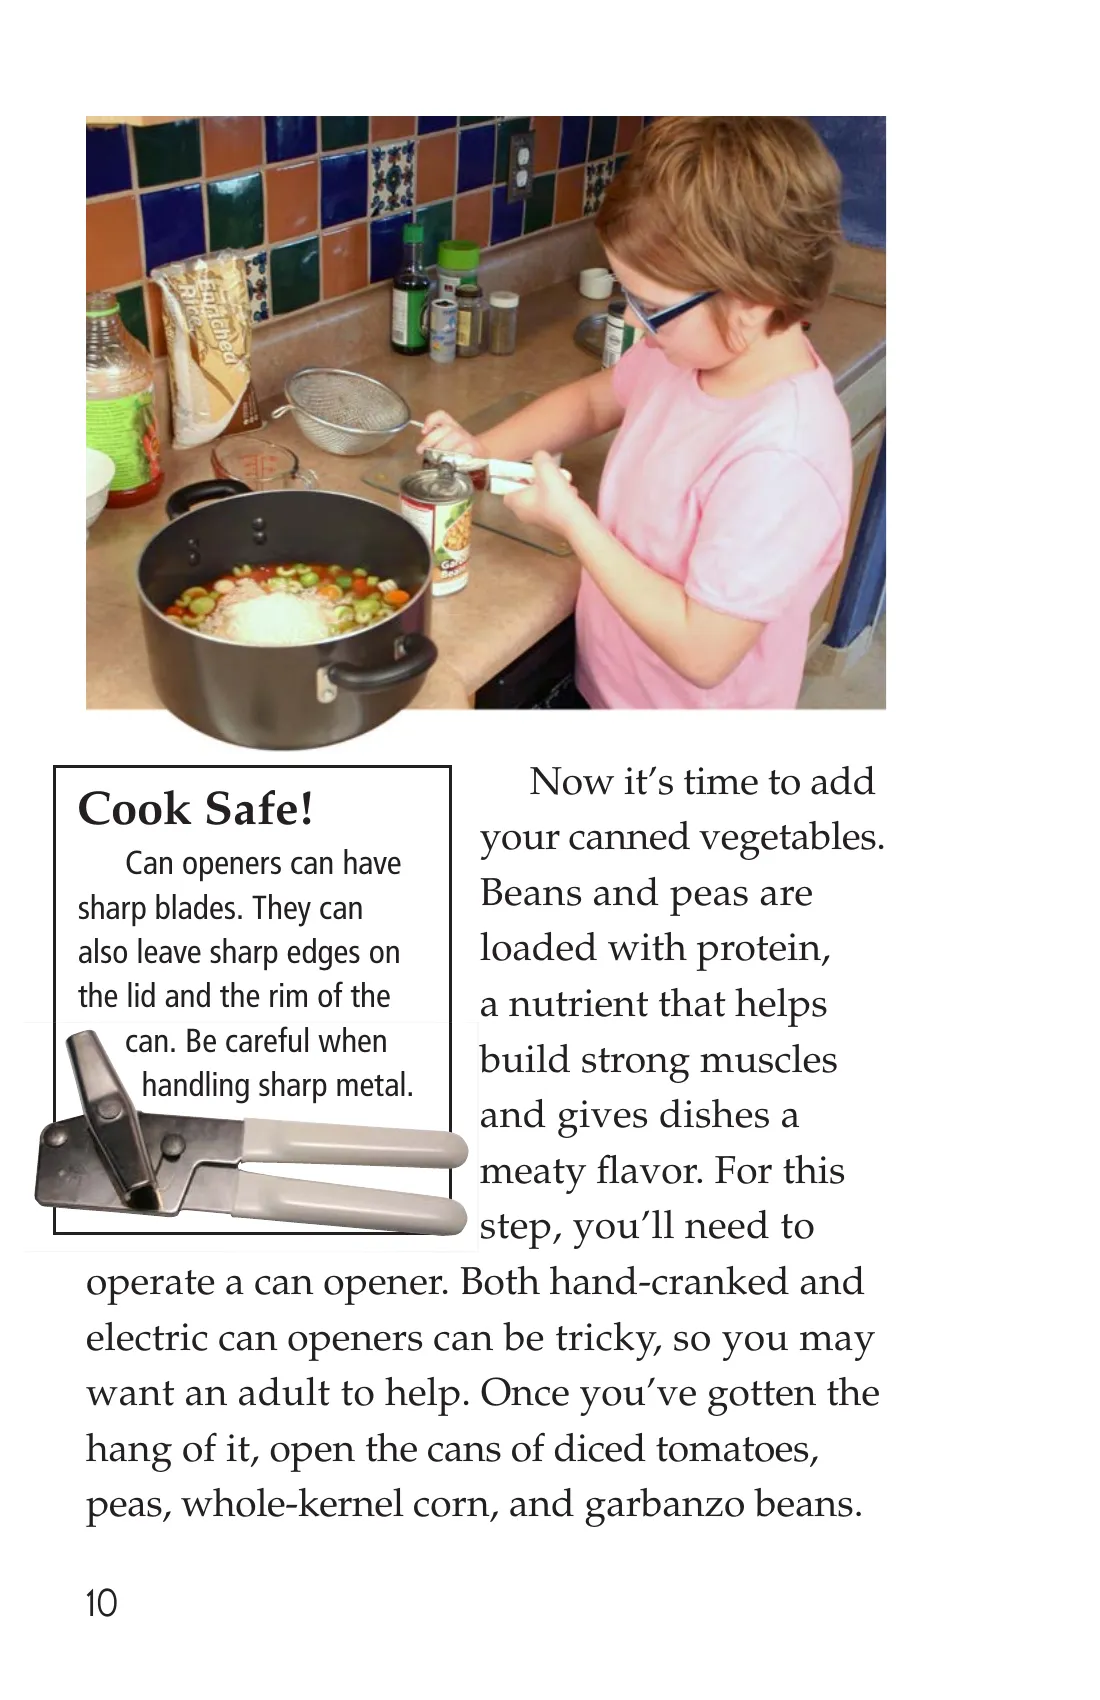 Enriched
Rice
Garbanzo
Beans
Cook Safe!
Can openers can have
sharp blades. They can
also leave sharp edges on
the lid and the rim of the
can. Be careful when
handling sharp metal.
Now it’s time to add
your canned vegetables.
Beans and peas are
loaded with protein,
a nutrient that helps
build strong muscles
and gives dishes a
meaty flavor. For this
step, you’ll need to
operate a can opener. Both hand-cranked and
electric can openers can be tricky, so you may
want an adult to help. Once you’ve gotten the
hang of it, open the cans of diced tomatoes,
peas, whole-kernel corn, and garbanzo beans.
10